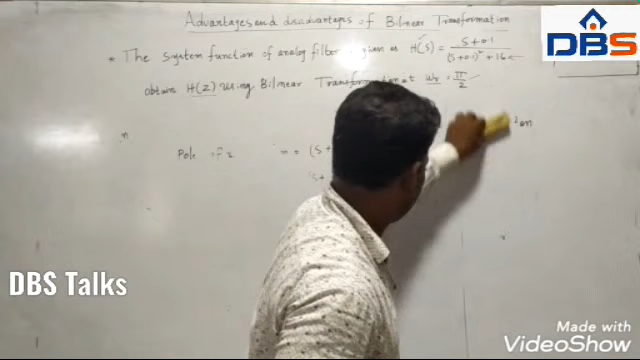 Advantages and disadvantages of Bilinear Transformation
* The system function of analog filter is given as H(S) = S + 0.1 / (S + 0.1)² + 16
obtain H(Z) using Bilinear Transformation at ωr = π/2
DBS
n
Pole of z
n = (S +
DBS Talks
Made with
VideoShow